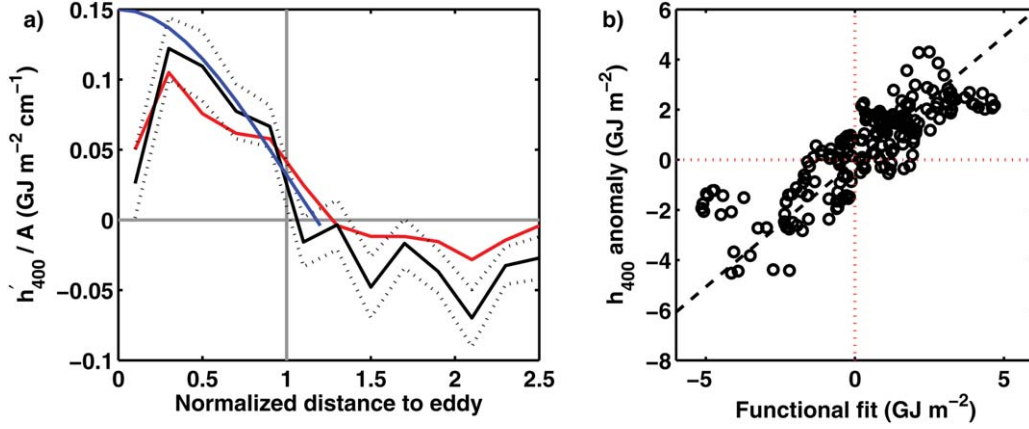 a)
h'400 / A (GJ m−2 cm−1)
0.15
0.1
0.05
0
−0.05
−0.1
0 0.5 1 1.5 2 2.5
Normalized distance to eddy
b)
h400 anomaly (GJ m−2)
6
4
2
0
−2
−4
−6
−8
−5 0 5
Functional fit (GJ m−2)